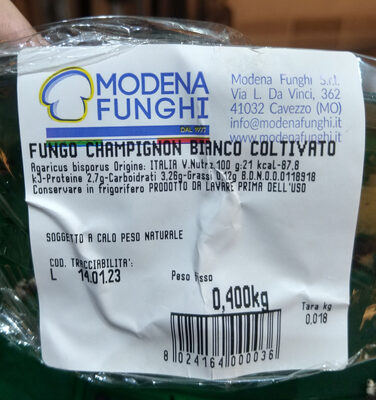 MODENA
FUNGHI
DAL 1977
Modena Funghi S.r.l.
Via L. Da Vinci, 362
41032 Cavezzo (MO)
info@modenafunghi.it
www.modenafunghi.it
FUNGO CHAMPIGNON BIANCO COLTIVATO
Agaricus bisporus Origine: ITALIA V.Nutrz.100 g:21 kcal-87,8
kJ-Proteine 2,7g-Carboidrati 3,26g-Grassi 0,12g B.D.N.O.O.0118918
Conservare in frigorifero PRODOTTO DA LAVARE PRIMA DELL'USO
SOGGETTO A CALO PESO NATURALE
COD. TRACCIABILITA':
L 14.01.23
Peso fisso
0,400kg
Tara kg
0,018
8 024164 000036